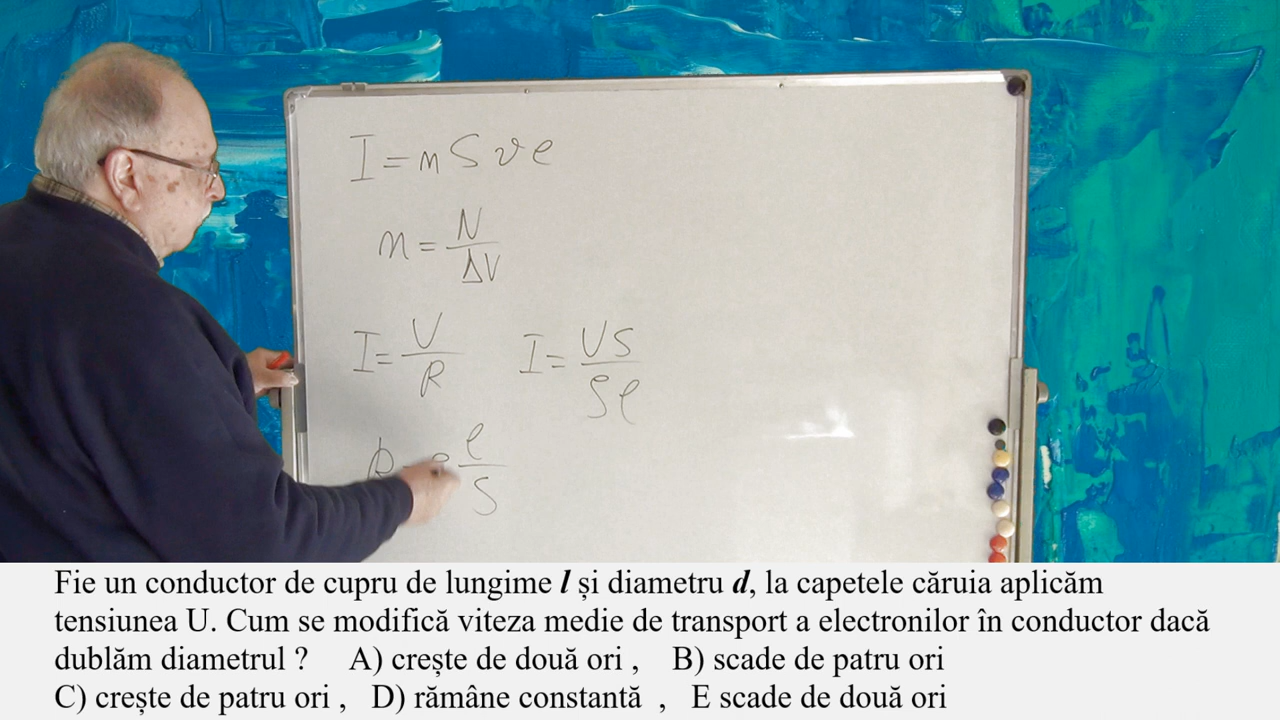 I = n S v e
n = N/ΔV
I = U/R I = US/ρl
R = ρ l/S
Fie un conductor de cupru de lungime l și diametru d, la capetele căruia aplicăm
tensiunea U. Cum se modifică viteza medie de transport a electronilor în conductor dacă
dublăm diametrul ? A) crește de două ori , B) scade de patru ori
C) crește de patru ori , D) rămâne constantă , E scade de două ori